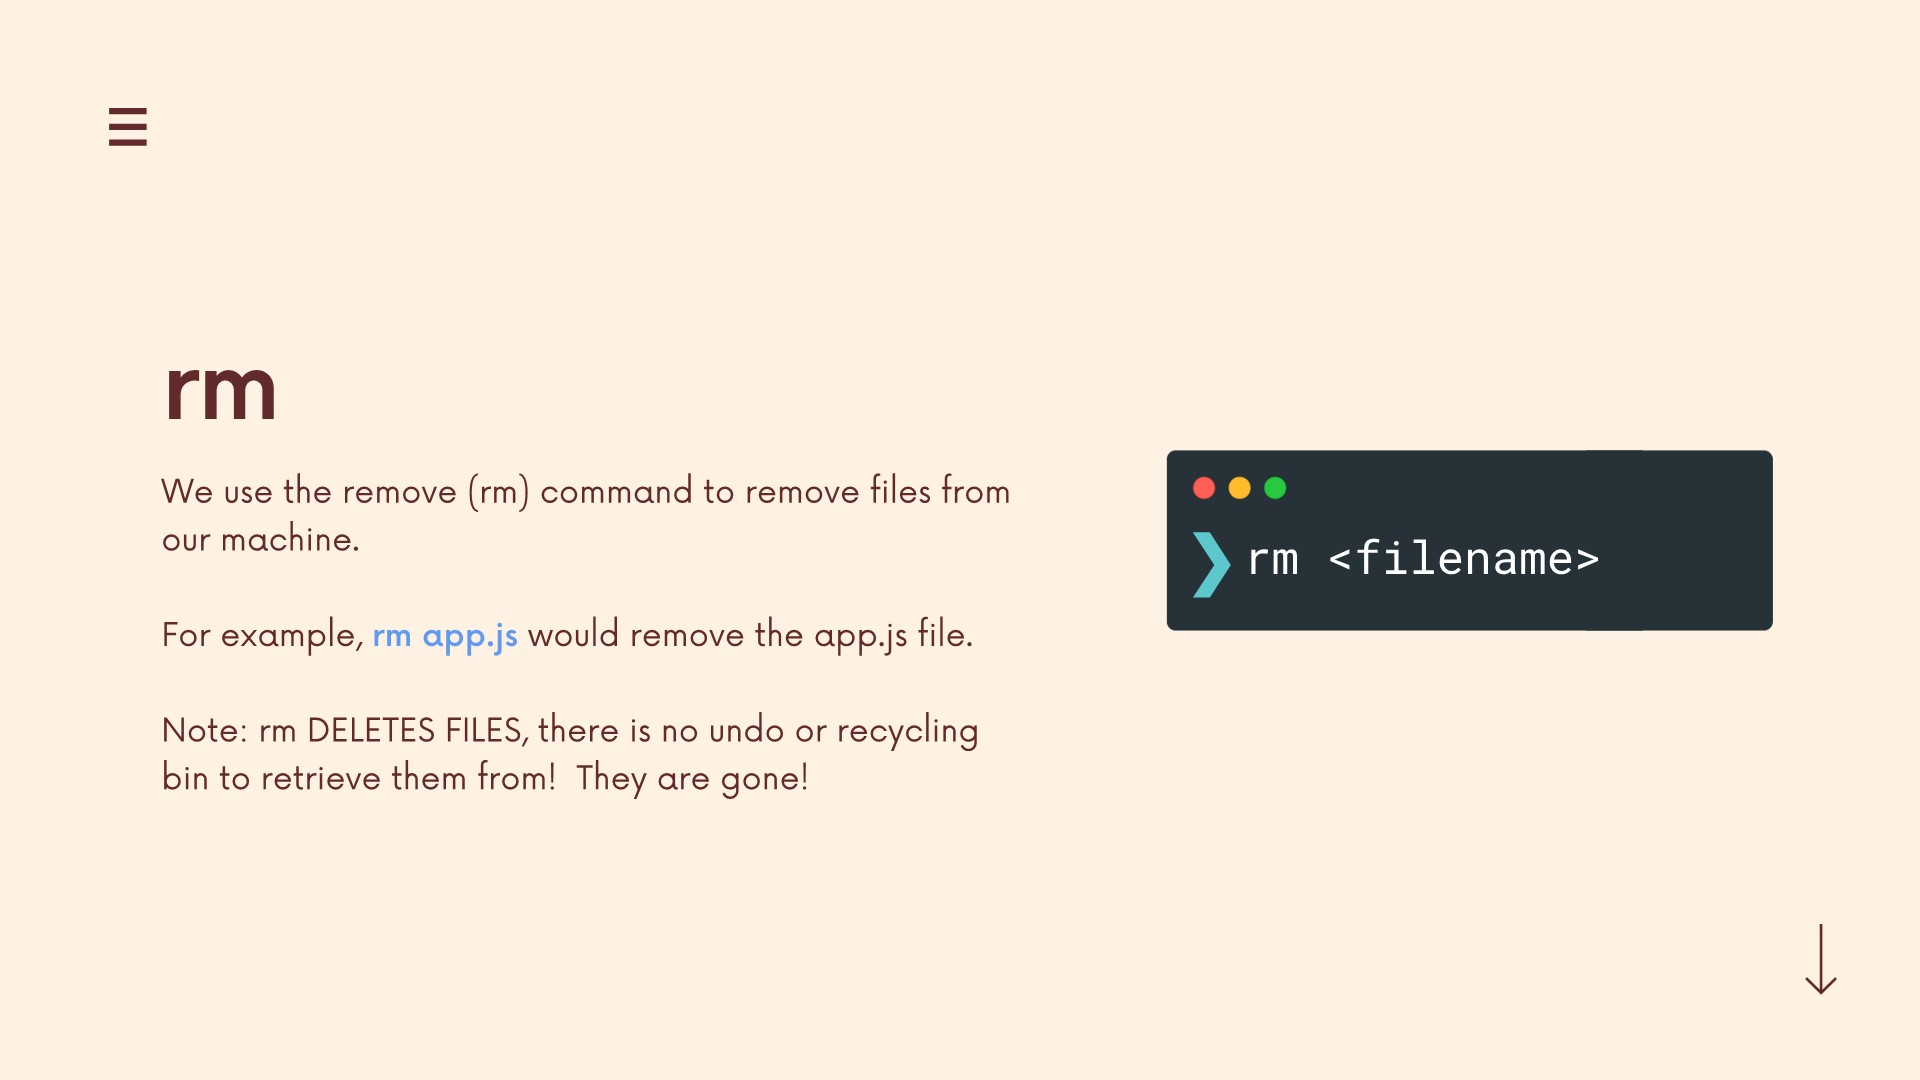 rm
We use the remove (rm) command to remove files from
our machine.
For example, rm app.js would remove the app.js file.
Note: rm DELETES FILES, there is no undo or recycling
bin to retrieve them from!  They are gone!
❯ rm <filename>